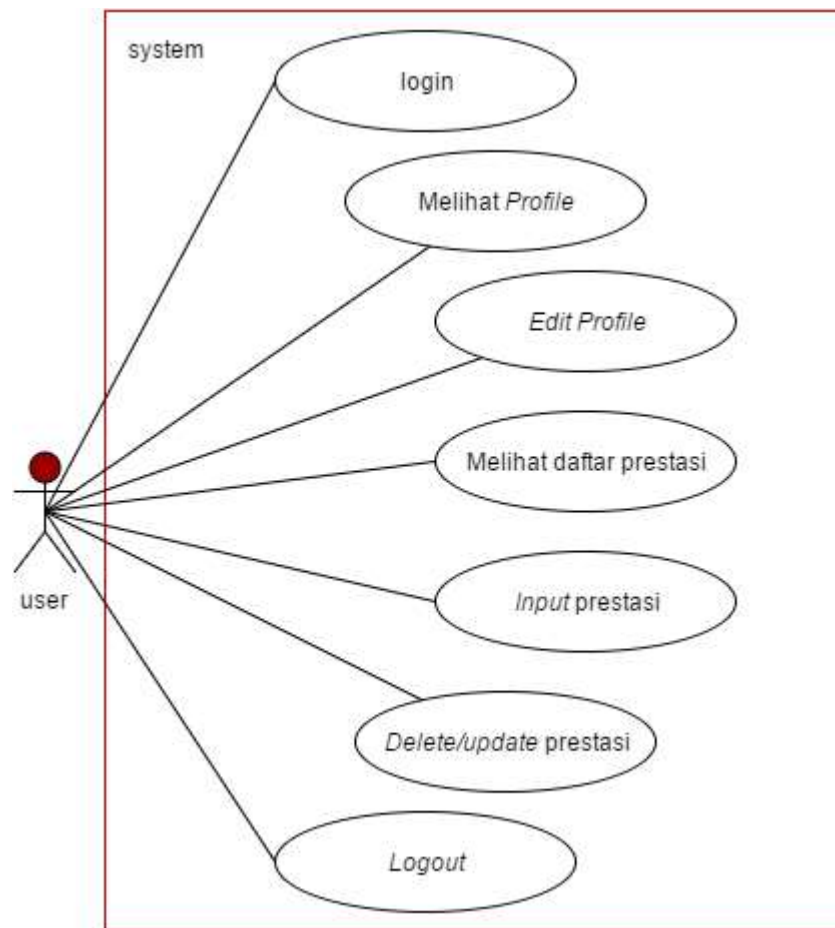 system
login
Melihat Profile
Edit Profile
Melihat daftar prestasi
Input prestasi
user
Delete/update prestasi
Logout